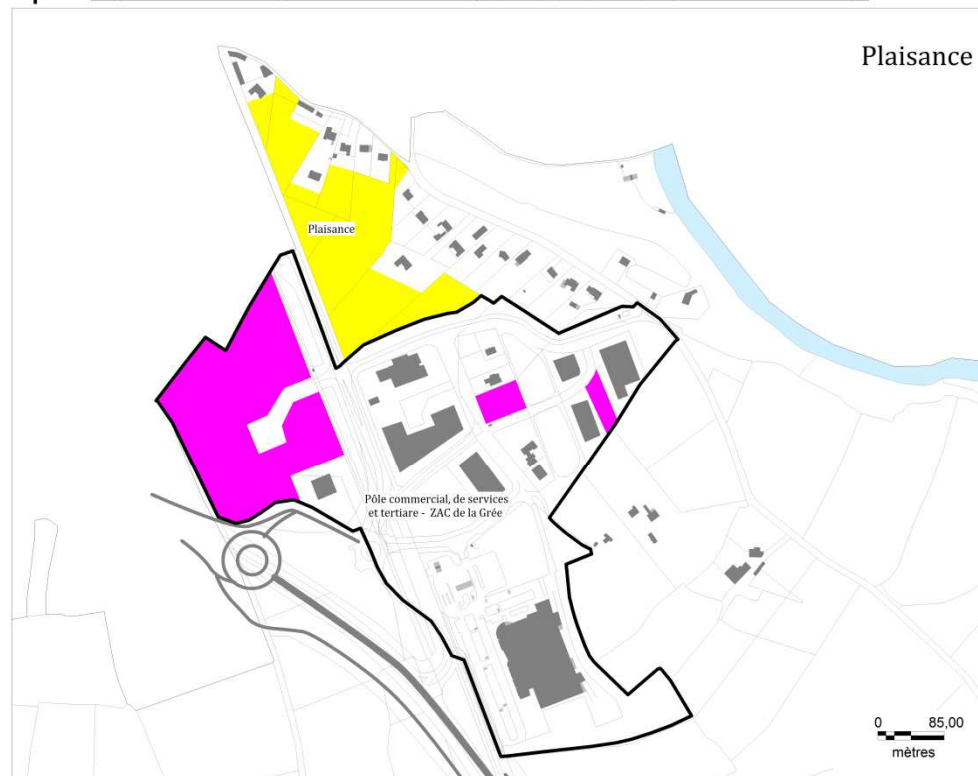 Plaisance
Plaisance
Pôle commercial, de services
et tertiare - ZAC de la Grée
0 85,00
mètres